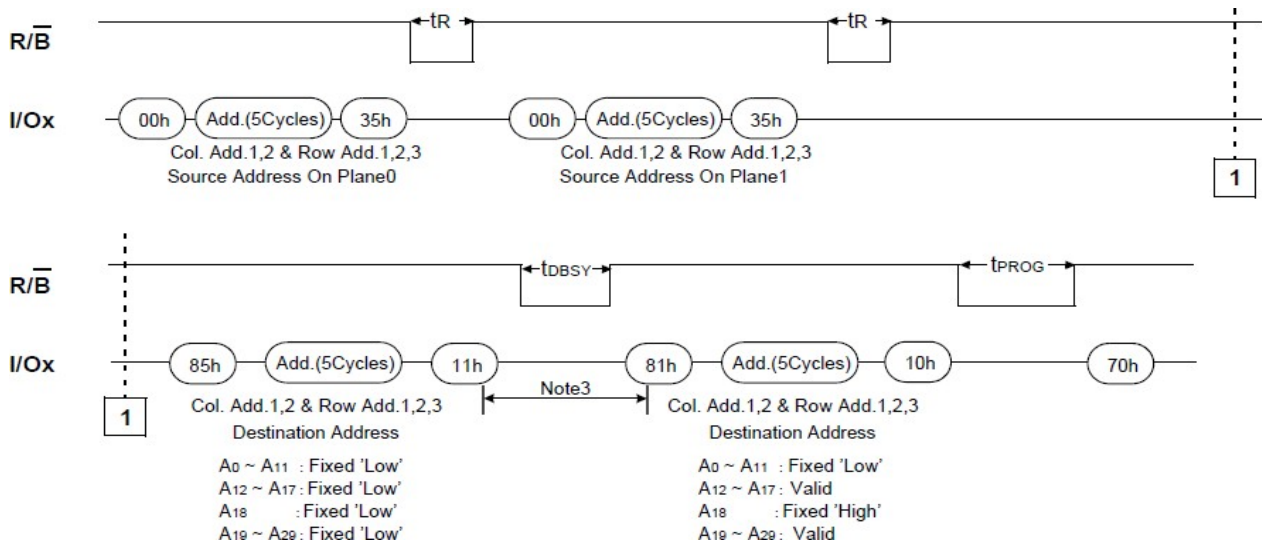 tR tR
R/B
I/Ox 00h Add.(5Cycles) 35h 00h Add.(5Cycles) 35h
Col. Add.1,2 & Row Add.1,2,3 Col. Add.1,2 & Row Add.1,2,3
Source Address On Plane0 Source Address On Plane1
1
tDBSY tPROG
R/B
I/Ox 85h Add.(5Cycles) 11h 81h Add.(5Cycles) 10h 70h
Note3
1
Col. Add.1,2 & Row Add.1,2,3 Col. Add.1,2 & Row Add.1,2,3
Destination Address Destination Address
A0 ~ A11 : Fixed 'Low' A0 ~ A11 : Fixed 'Low'
A12 ~ A17 : Fixed 'Low' A12 ~ A17 : Valid
A18 : Fixed 'Low' A18 : Fixed 'High'
A19 ~ A29 : Fixed 'Low' A19 ~ A29 : Valid